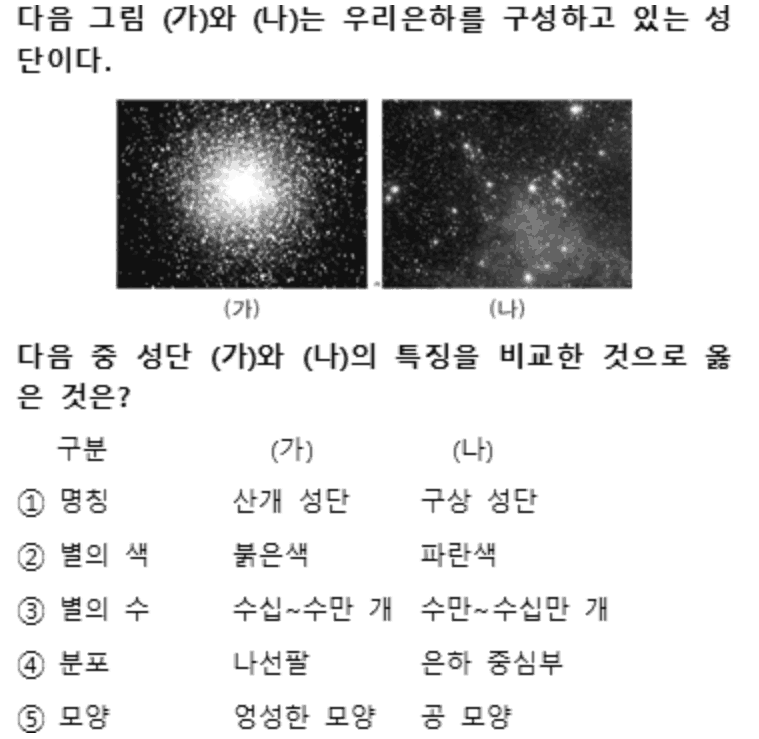 다음 그림 (가)와 (나)는 우리은하를 구성하고 있는 성
단이다.
(가) (나)
다음 중 성단 (가)와 (나)의 특징을 비교한 것으로 옳
은 것은?
구분 (가) (나)
① 명칭 산개 성단 구상 성단
② 별의 색 붉은색 파란색
③ 별의 수 수십~수만 개 수만~수십만 개
④ 분포 나선팔 은하 중심부
⑤ 모양 엉성한 모양 공 모양